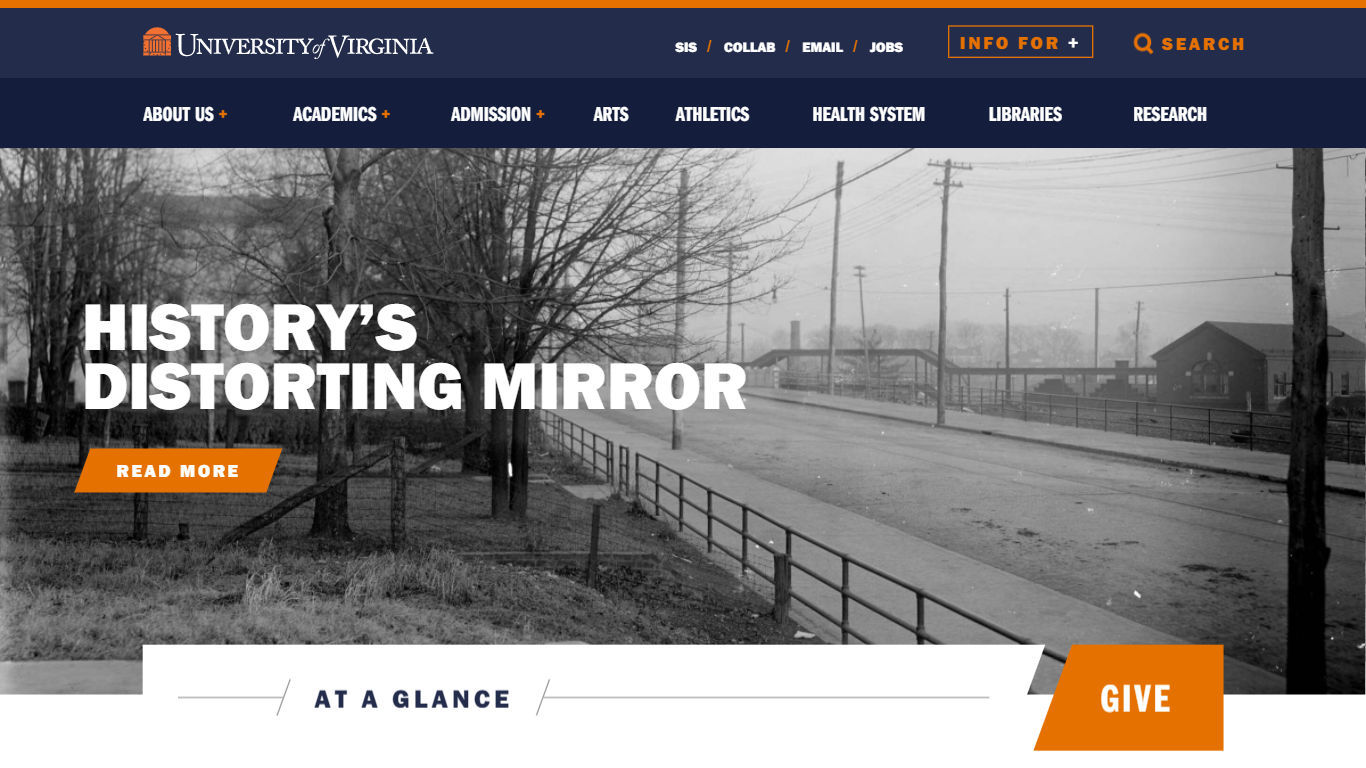 UNIVERSITY of VIRGINIA
SIS / COLLAB / EMAIL / JOBS
INFO FOR +
SEARCH
ABOUT US + ACADEMICS + ADMISSION + ARTS ATHLETICS HEALTH SYSTEM LIBRARIES RESEARCH
HISTORY'S
DISTORTING MIRROR
READ MORE
AT A GLANCE
GIVE